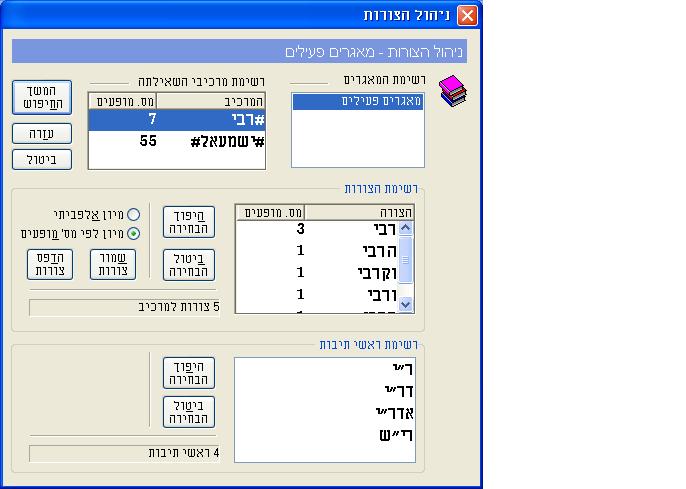 ניהול הצורות
ניהול הצורות - מאגרים פעילים
רשימת המאגרים
מאגרים פעילים
רשימת מרכיבי השאילתה
המרכיב מס. מופעים
#רבי 7
#ישמעאל# 55
המשך החיפוש
עזרה
ביטול
רשימת הצורות
הצורה מס. מופעים
רבי 3
הרבי 1
וקרבי 1
ורבי 1
היפוך הבחירה
ביטול הבחירה
מיון אלפביתי
מיון לפי מס' מופעים
שמור צורות
הדפס צורות
5 צורות למרכיב
רשימת ראשי תיבות
ר״י
דר״י
אדר״י
רי״ש
היפוך הבחירה
ביטול הבחירה
4 ראשי תיבות